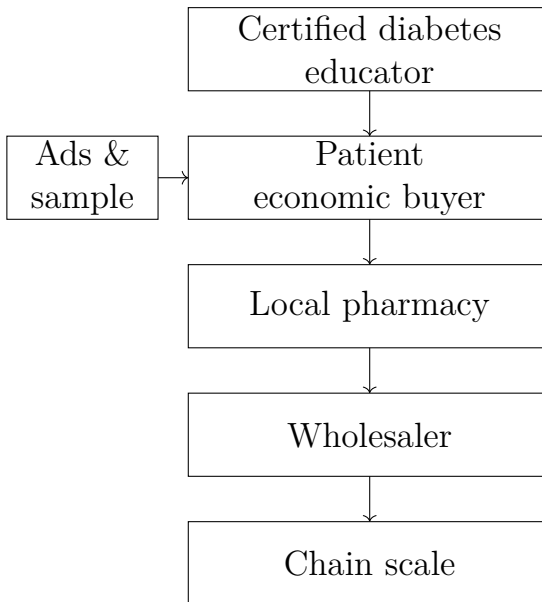 Certified diabetes
educator
Ads &
sample
Patient
economic buyer
Local pharmacy
Wholesaler
Chain scale